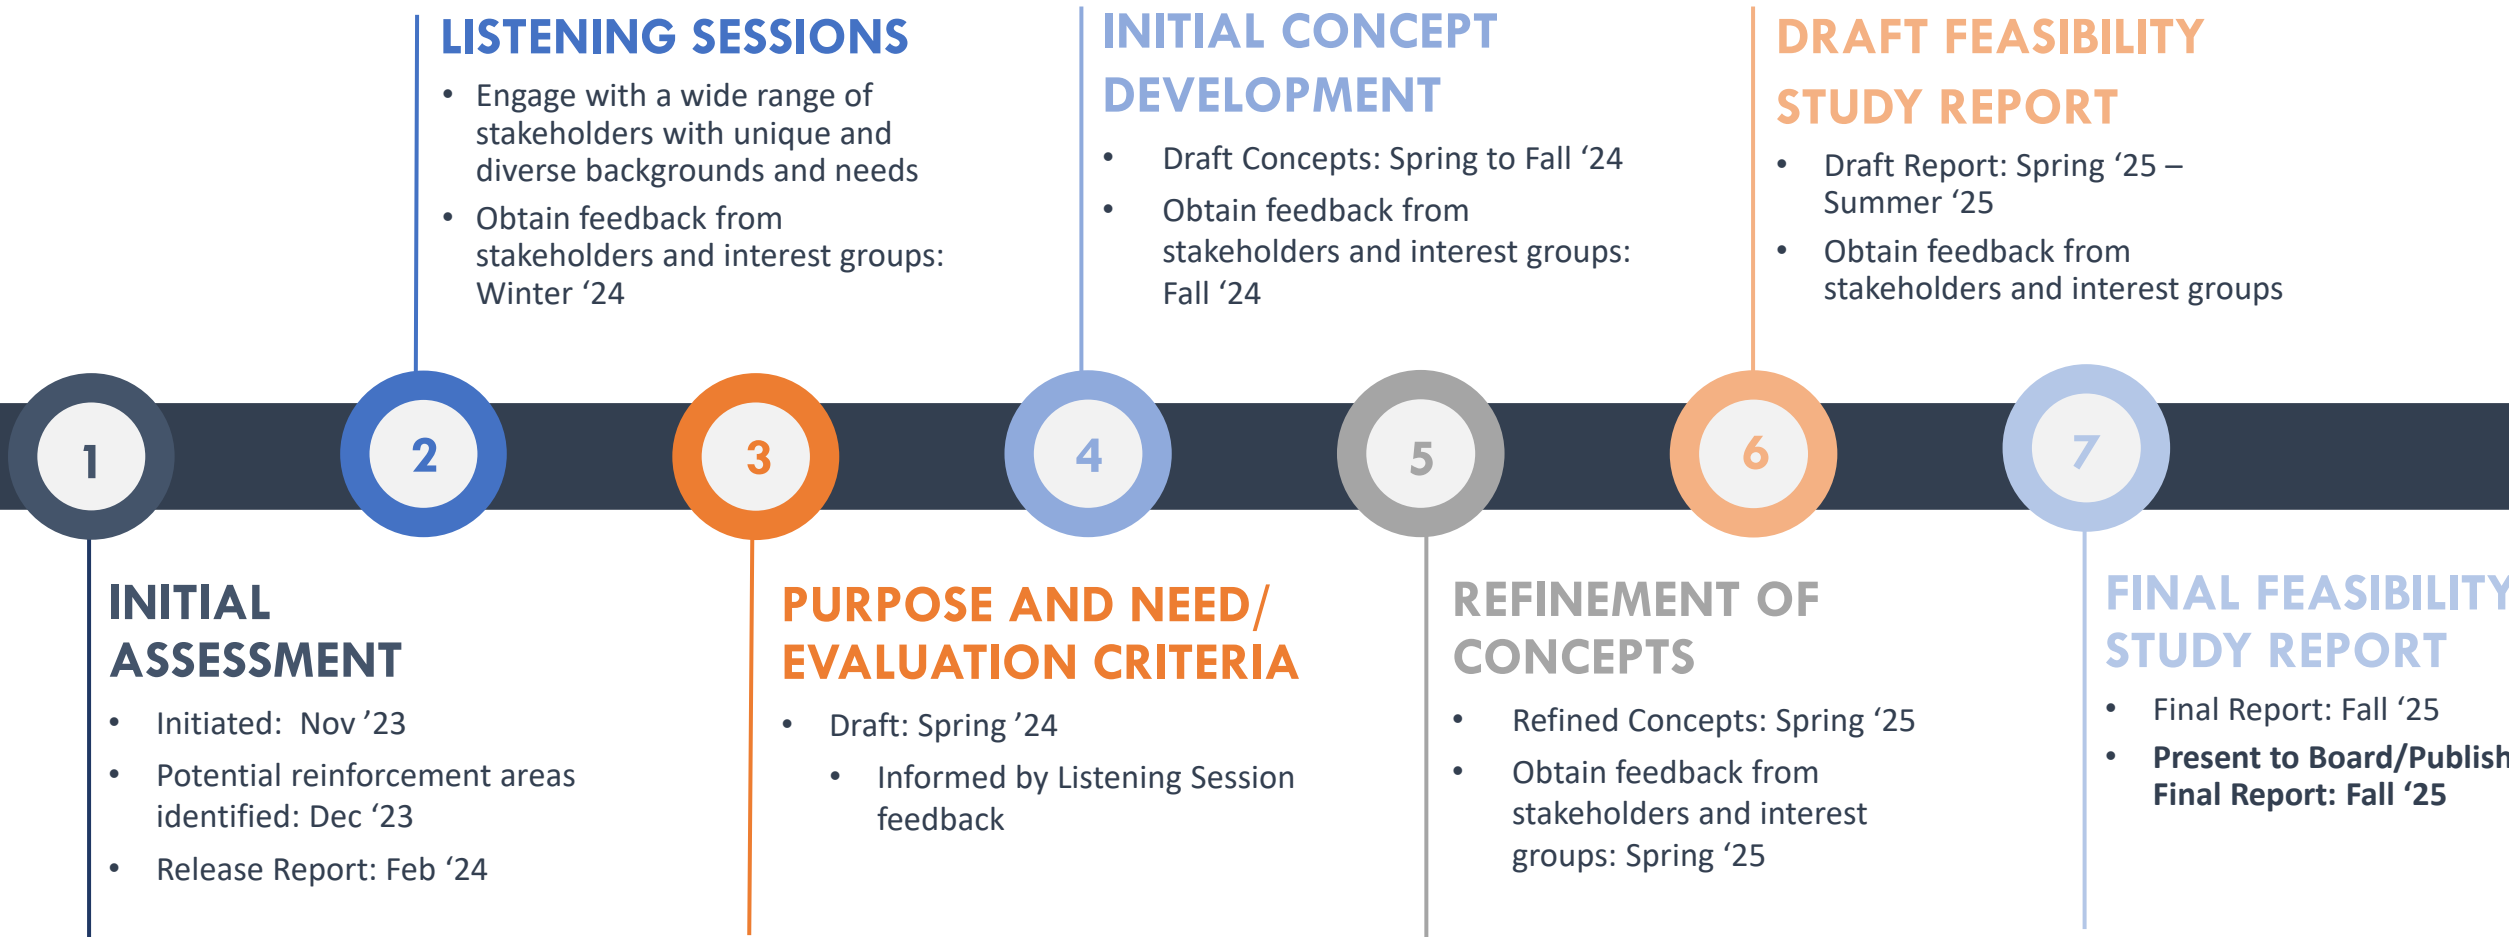 LISTENING SESSIONS
• Engage with a wide range of
stakeholders with unique and
diverse backgrounds and needs
• Obtain feedback from
stakeholders and interest groups:
Winter ‘24
INITIAL CONCEPT
DEVELOPMENT
• Draft Concepts: Spring to Fall ‘24
• Obtain feedback from
stakeholders and interest groups:
Fall ‘24
DRAFT FEASIBILITY
STUDY REPORT
• Draft Report: Spring ‘25 –
Summer ‘25
• Obtain feedback from
stakeholders and interest groups
1
2
3
4
5
6
7
INITIAL
ASSESSMENT
• Initiated: Nov ’23
• Potential reinforcement areas
identified: Dec ‘23
• Release Report: Feb ‘24
PURPOSE AND NEED/
EVALUATION CRITERIA
• Draft: Spring ’24
• Informed by Listening Session
feedback
REFINEMENT OF
CONCEPTS
• Refined Concepts: Spring ‘25
• Obtain feedback from
stakeholders and interest
groups: Spring ‘25
FINAL FEASIBILITY
STUDY REPORT
• Final Report: Fall ‘25
• Present to Board/Publish
Final Report: Fall ‘25